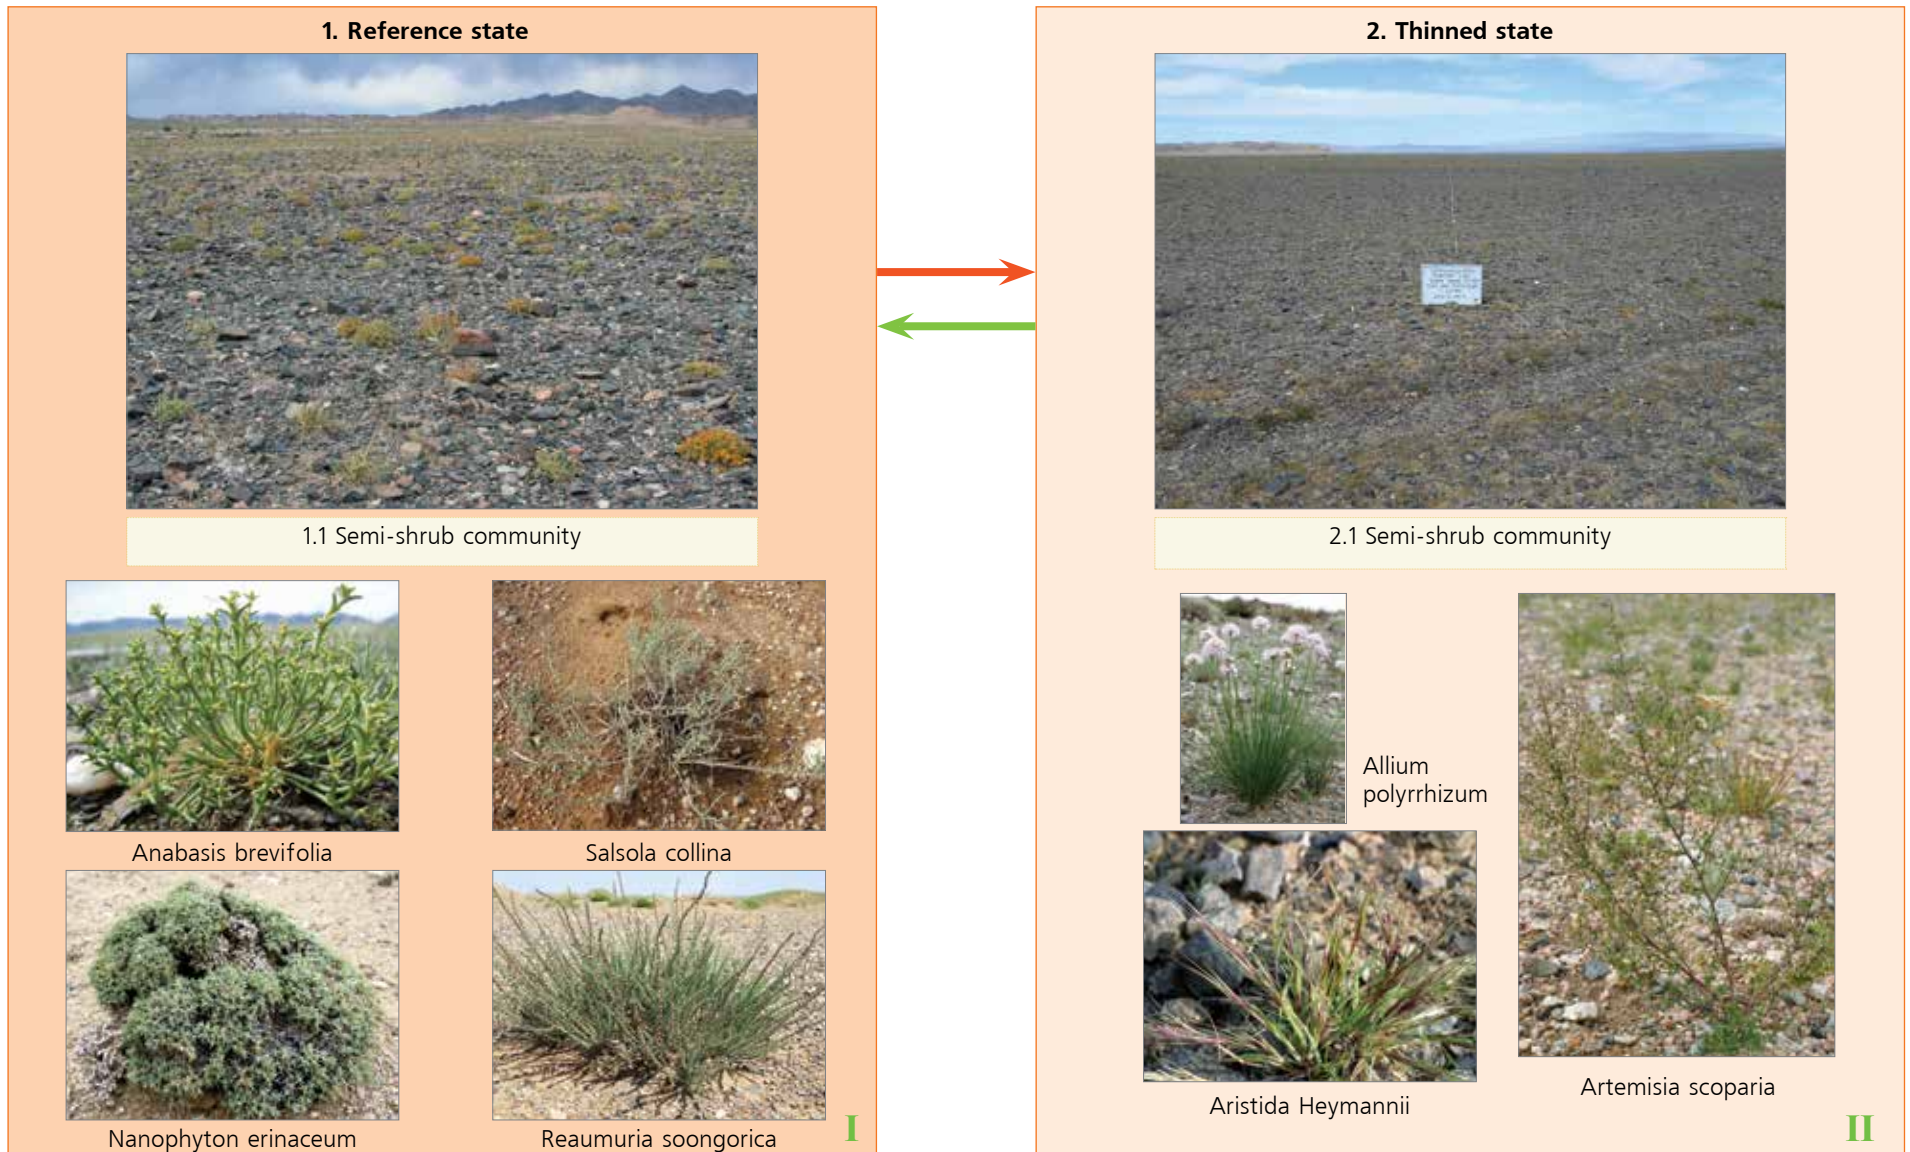 1. Reference state
1.1 Semi-shrub community
Anabasis brevifolia
Salsola collina
Nanophyton erinaceum
Reaumuria soongorica
I
2. Thinned state
2.1 Semi-shrub community
Allium
polyrrhizum
Aristida Heymannii
Artemisia scoparia
II